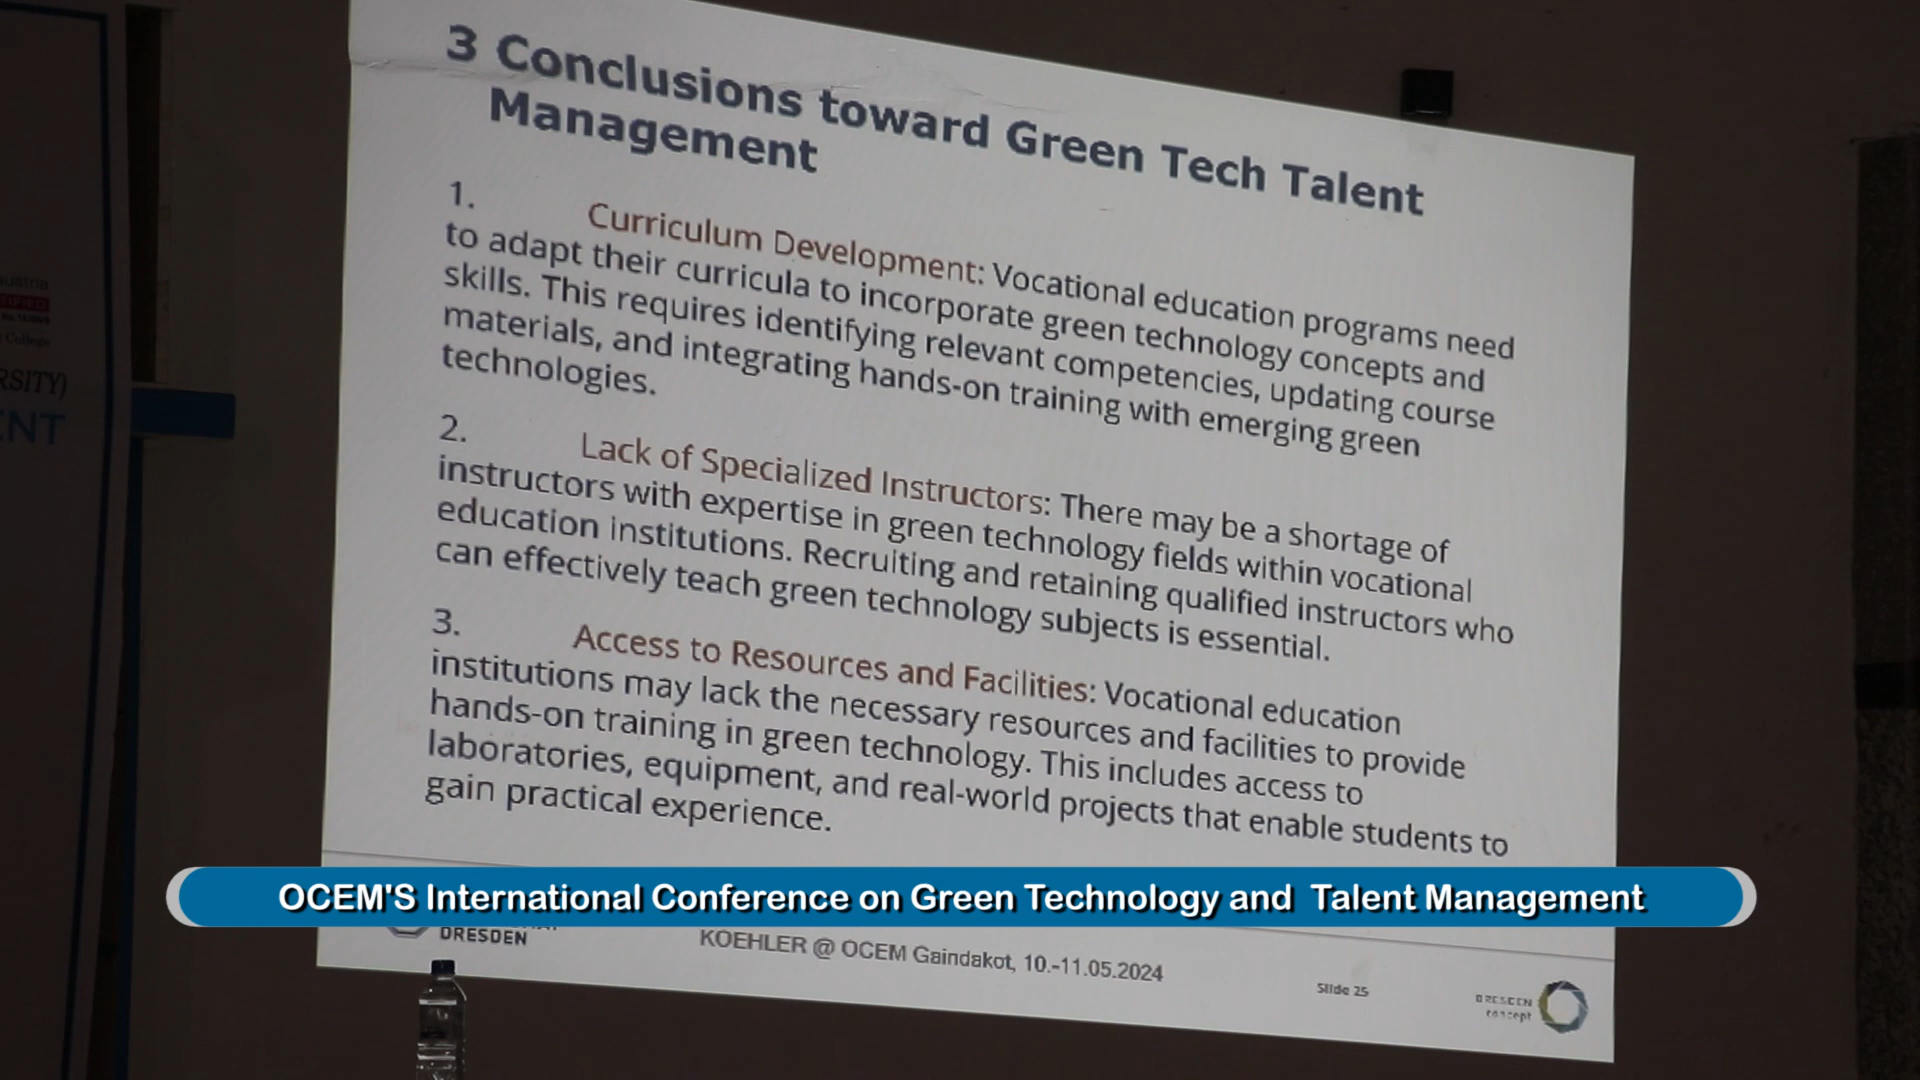 3 Conclusions toward Green Tech Talent
Management
1.
Curriculum Development: Vocational education programs need
to adapt their curricula to incorporate green technology concepts and
skills. This requires identifying relevant competencies, updating course
materials, and integrating hands-on training with emerging green
technologies.
2.
Lack of Specialized Instructors: There may be a shortage of
instructors with expertise in green technology fields within vocational
education institutions. Recruiting and retaining qualified instructors who
can effectively teach green technology subjects is essential.
3.
Access to Resources and Facilities: Vocational education
institutions may lack the necessary resources and facilities to provide
hands-on training in green technology. This includes access to
laboratories, equipment, and real-world projects that enable students to
gain practical experience.
OCEM'S International Conference on Green Technology and Talent Management
DRESDEN
KOEHLER @ OCEM Gaindakot, 10.-11.05.2024
Slide 25
DRESDEN
concept
ustria
College
RSITY)
ENT